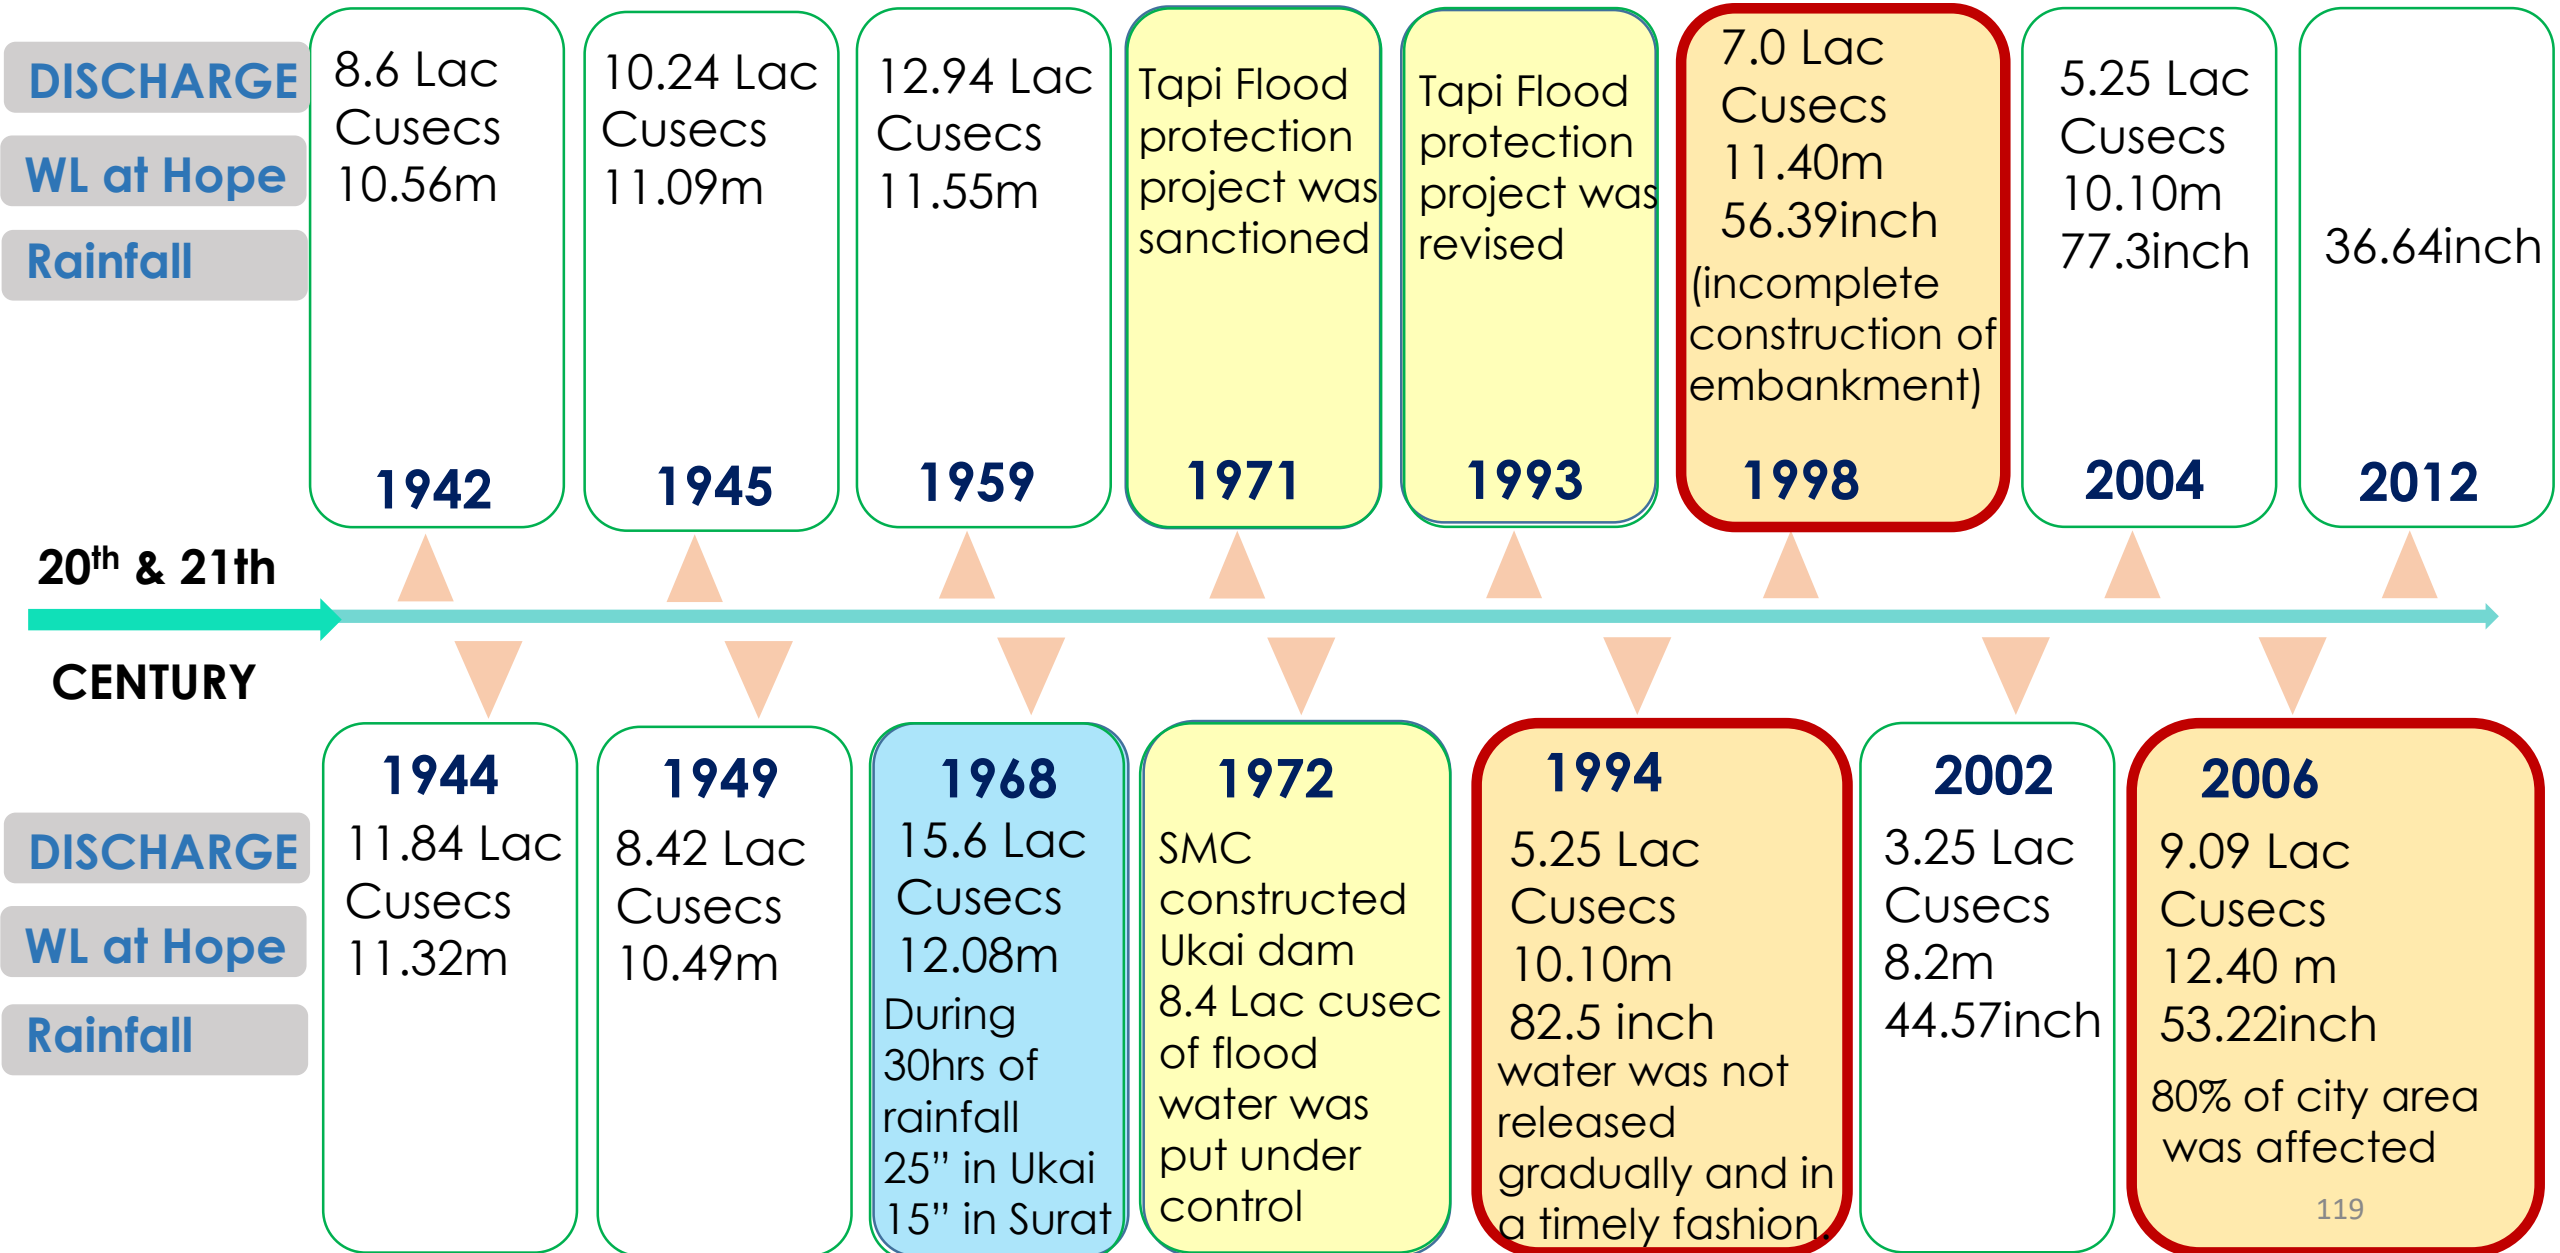 DISCHARGE
WL at Hope
Rainfall
8.6 Lac
Cusecs
10.56m
1942
10.24 Lac
Cusecs
11.09m
1945
12.94 Lac
Cusecs
11.55m
1959
Tapi Flood
protection
project was
sanctioned
1971
Tapi Flood
protection
project was
revised
1993
7.0 Lac
Cusecs
11.40m
56.39inch
(incomplete
construction of
embankment)
1998
5.25 Lac
Cusecs
10.10m
77.3inch
2004
36.64inch
2012
20th & 21th
CENTURY
DISCHARGE
WL at Hope
Rainfall
1944
11.84 Lac
Cusecs
11.32m
1949
8.42 Lac
Cusecs
10.49m
1968
15.6 Lac
Cusecs
12.08m
During
30hrs of
rainfall
25” in Ukai
15” in Surat
1972
SMC
constructed
Ukai dam
8.4 Lac cusec
of flood
water was
put under
control
1994
5.25 Lac
Cusecs
10.10m
82.5 inch
water was not
released
gradually and in
a timely fashion.
2002
3.25 Lac
Cusecs
8.2m
44.57inch
2006
9.09 Lac
Cusecs
12.40 m
53.22inch
80% of city area
was affected
119